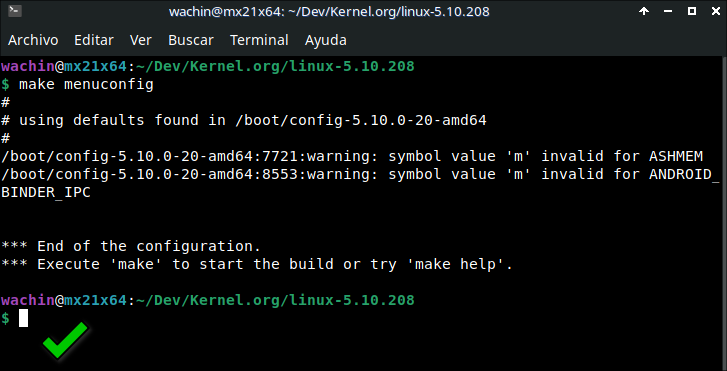 wachin@mx21x64: ~/Dev/Kernel.org/linux-5.10.208
Archivo Editar Ver Buscar Terminal Ayuda
wachin@mx21x64:~/Dev/Kernel.org/linux-5.10.208
$ make menuconfig
#
# using defaults found in /boot/config-5.10.0-20-amd64
#
/boot/config-5.10.0-20-amd64:7721:warning: symbol value 'm' invalid for ASHMEM
/boot/config-5.10.0-20-amd64:8553:warning: symbol value 'm' invalid for ANDROID_
BINDER_IPC
*** End of the configuration.
*** Execute 'make' to start the build or try 'make help'.
wachin@mx21x64:~/Dev/Kernel.org/linux-5.10.208
$